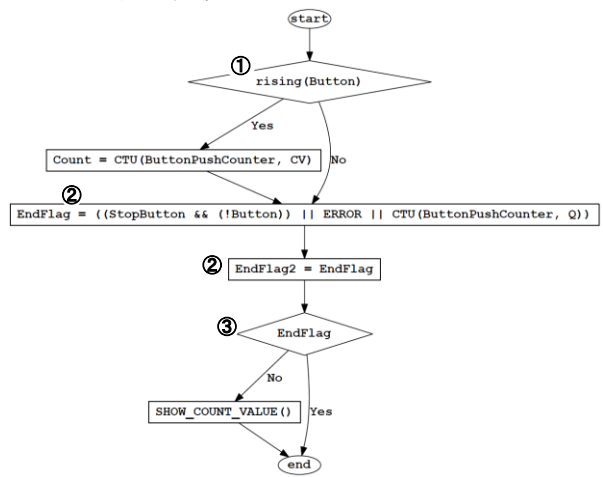 start
①
rising(Button)
Yes
Count = CTU(ButtonPushCounter, CV)
No
②
EndFlag = ((StopButton && (!Button)) || ERROR || CTU(ButtonPushCounter, Q))
②
EndFlag2 = EndFlag
③
EndFlag
No
SHOW_COUNT_VALUE()
Yes
end